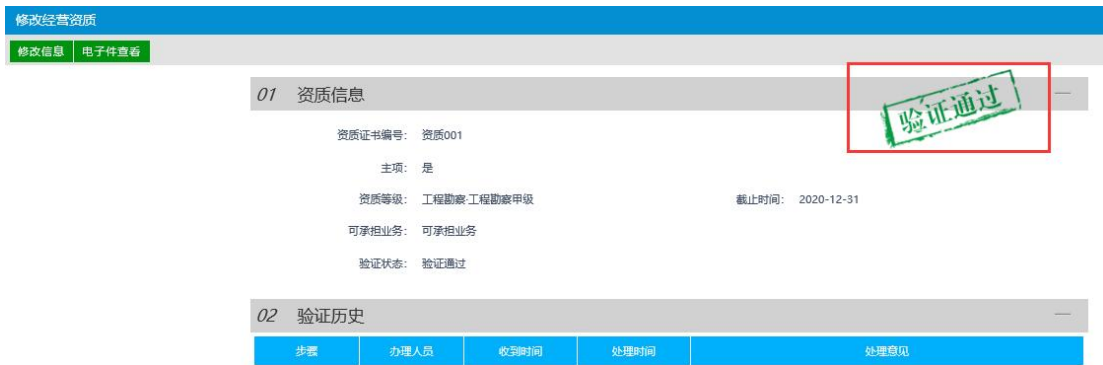 修改经营资质
修改信息 电子件查看
01 资质信息
验证通过
资质证书编号： 资质001
主项： 是
资质等级： 工程勘察·工程勘察甲级 截止时间： 2020-12-31
可承担业务： 可承担业务
验证状态： 验证通过
02 验证历史
步骤 办理人员 收到时间 处理时间 处理意见